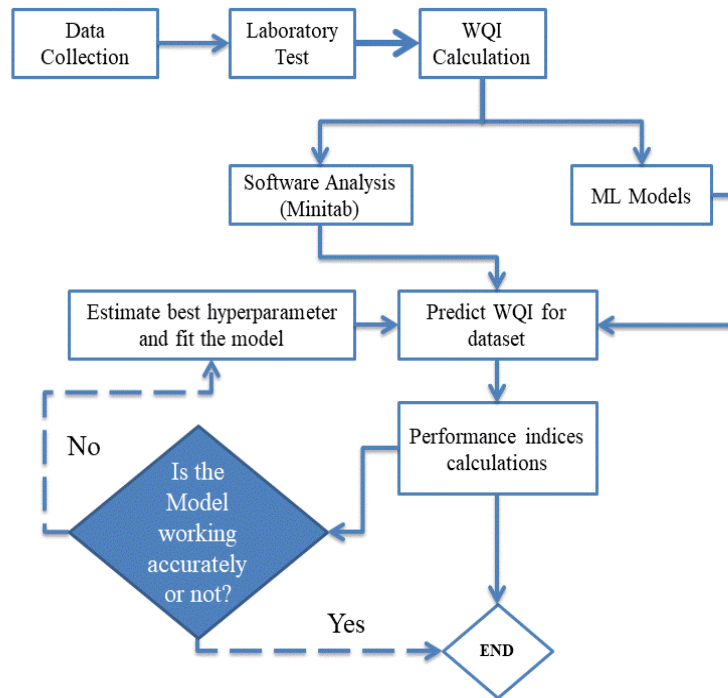 Data
Collection
Laboratory
Test
WQI
Calculation
Software Analysis
(Minitab)
ML Models
Estimate best hyperparameter
and fit the model
Predict WQI for
dataset
Performance indices
calculations
No
Is the
Model
working
accurately
or not?
Yes
END